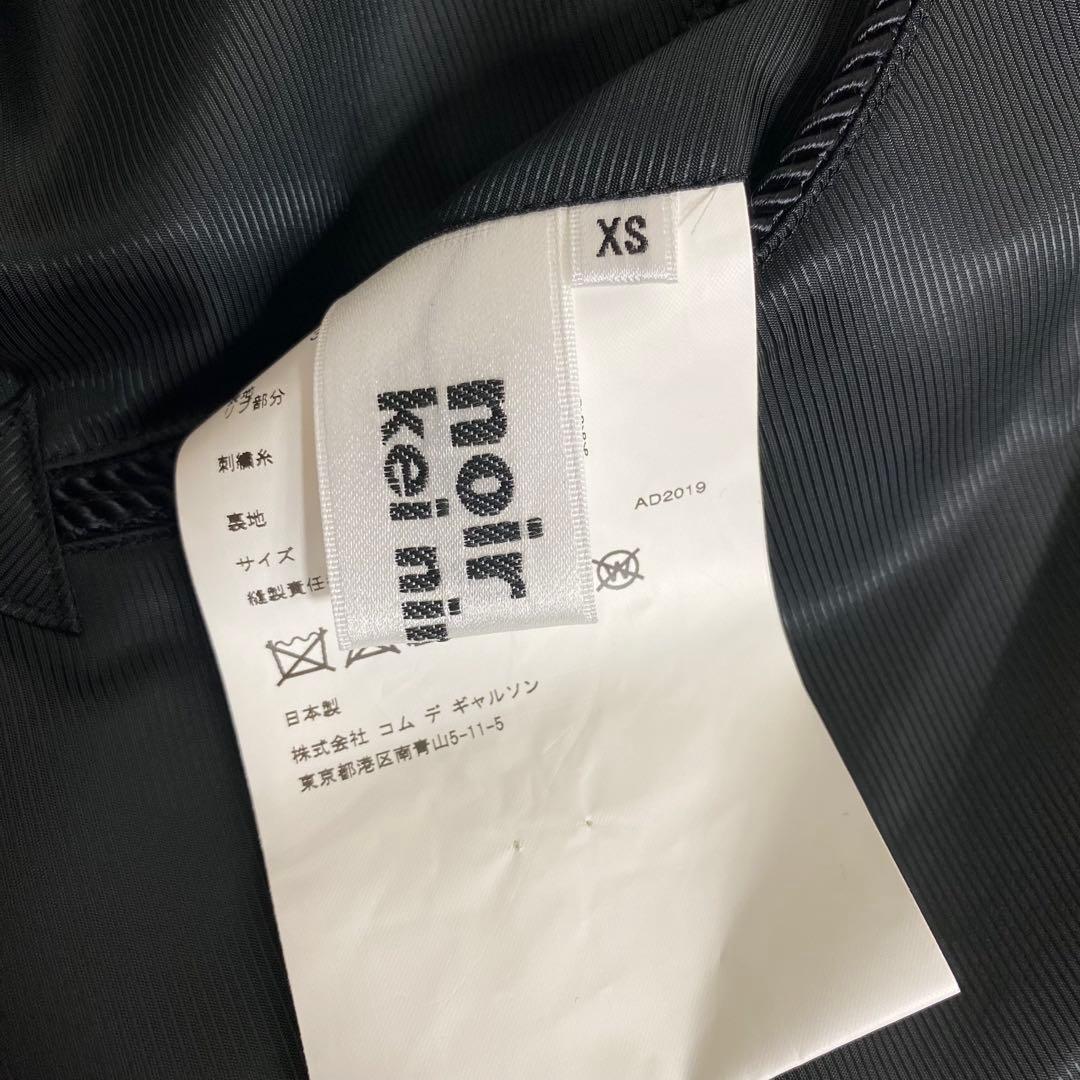 XS
noir
kei nin
部分
刺繍糸
サイズ
縫製責任
AD2019
日本製
株式会社 コム デ ギャルソン
東京都港区南青山5-11-5